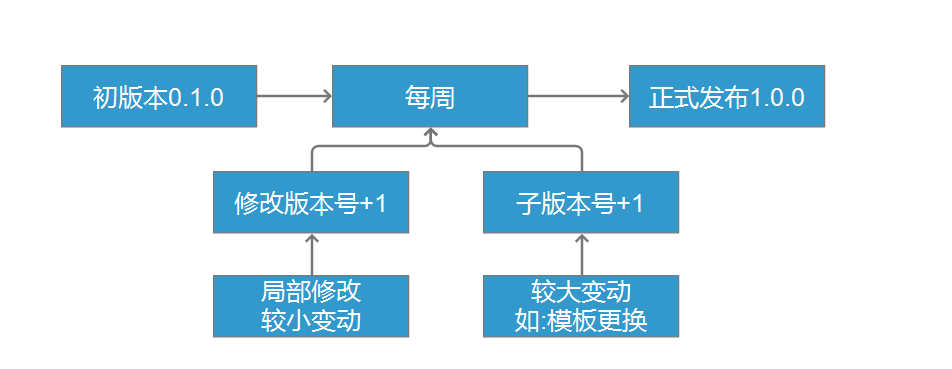 初版本0.1.0
每周
正式发布1.0.0
修改版本号+1
子版本号+1
局部修改
较小变动
较大变动
如:模板更换